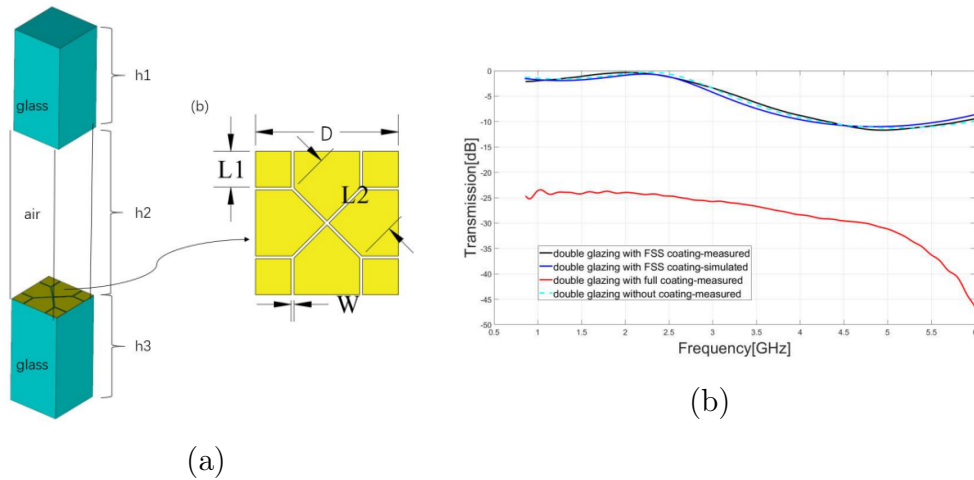 glass
h1
air
h2
glass
h3
(b)
D
L1
L2
W
(a)
0
-5
-10
-15
-20
-25
-30
-35
-40
-45
-50
Transmission[dB]
double glazing with FSS coating-measured
double glazing with FSS coating-simulated
double glazing with full coating-measured
double glazing without coating-measured
0.5 1 1.5 2 2.5 3 3.5 4 4.5 5 5.5 6
Frequency[GHz]
(b)